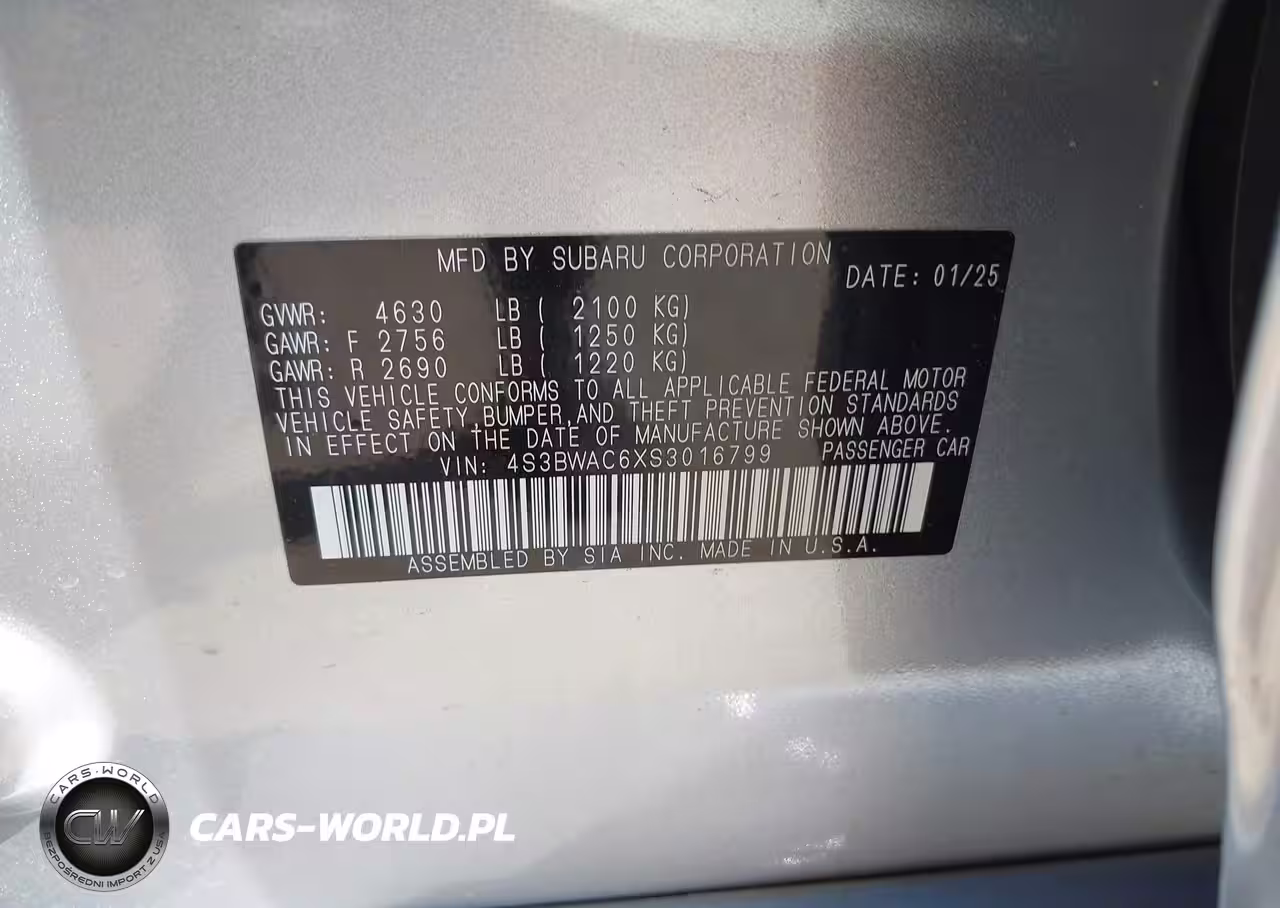 MFD BY SUBARU CORPORATION
DATE: 01/25
GVWR: 4630 LB ( 2100 KG)
GAWR: F 2756 LB ( 1250 KG)
GAWR: R 2690 LB ( 1220 KG)
THIS VEHICLE CONFORMS TO ALL APPLICABLE FEDERAL MOTOR
VEHICLE SAFETY,BUMPER,AND THEFT PREVENTION STANDARDS
IN EFFECT ON THE DATE OF MANUFACTURE SHOWN ABOVE.
VIN: 4S3BWAC6XS3016799 PASSENGER CAR
ASSEMBLED BY SIA INC. MADE IN U.S.A.
CARS-WORLD
CW
BEZPOŚREDNI IMPORT Z USA
CARS-WORLD.PL